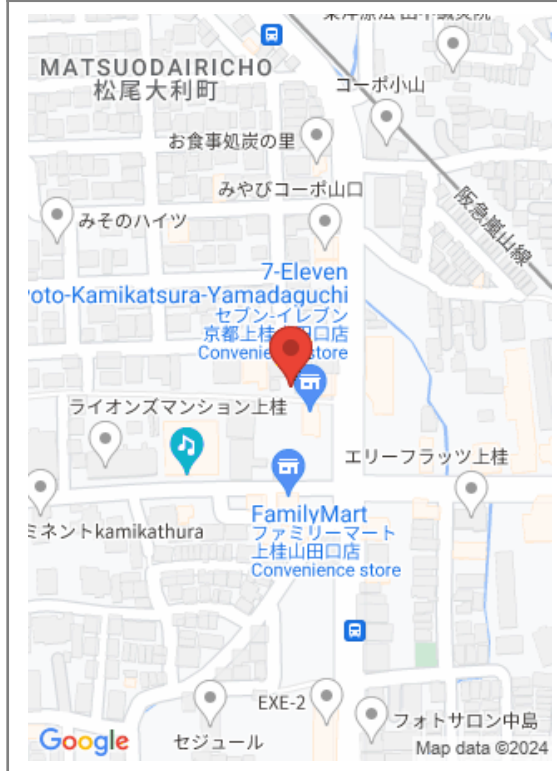 MATSUODAIRICHO
松尾大利町
コーポ小山
お食事処炭の里
みやびコーポ山口
みそのハイツ
阪急嵐山線
7-Eleven
yoto-Kamikatsura-Yamadaguchi
セブン-イレブン
京都上桂 田口店
Convenience store
ライオンズマンション上桂
エリーフラッツ上桂
ミネントkamikathura
FamilyMart
ファミリーマート
上桂山田口店
Convenience store
EXE-2
セジュール
フォトサロン中島
Google
Map data ©2024